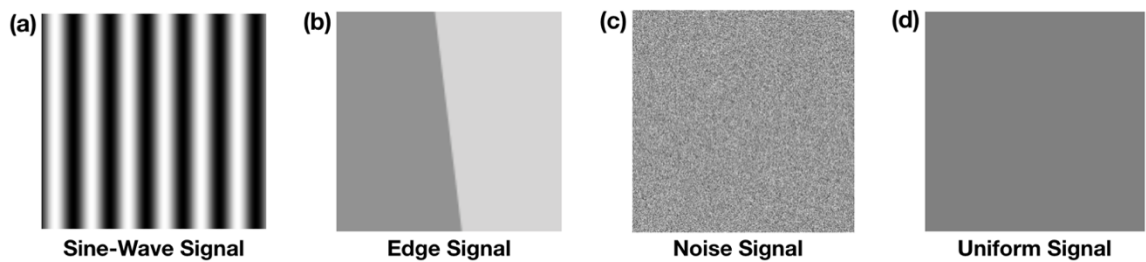 (a) (b) (c) (d)
Sine-Wave Signal Edge Signal Noise Signal Uniform Signal